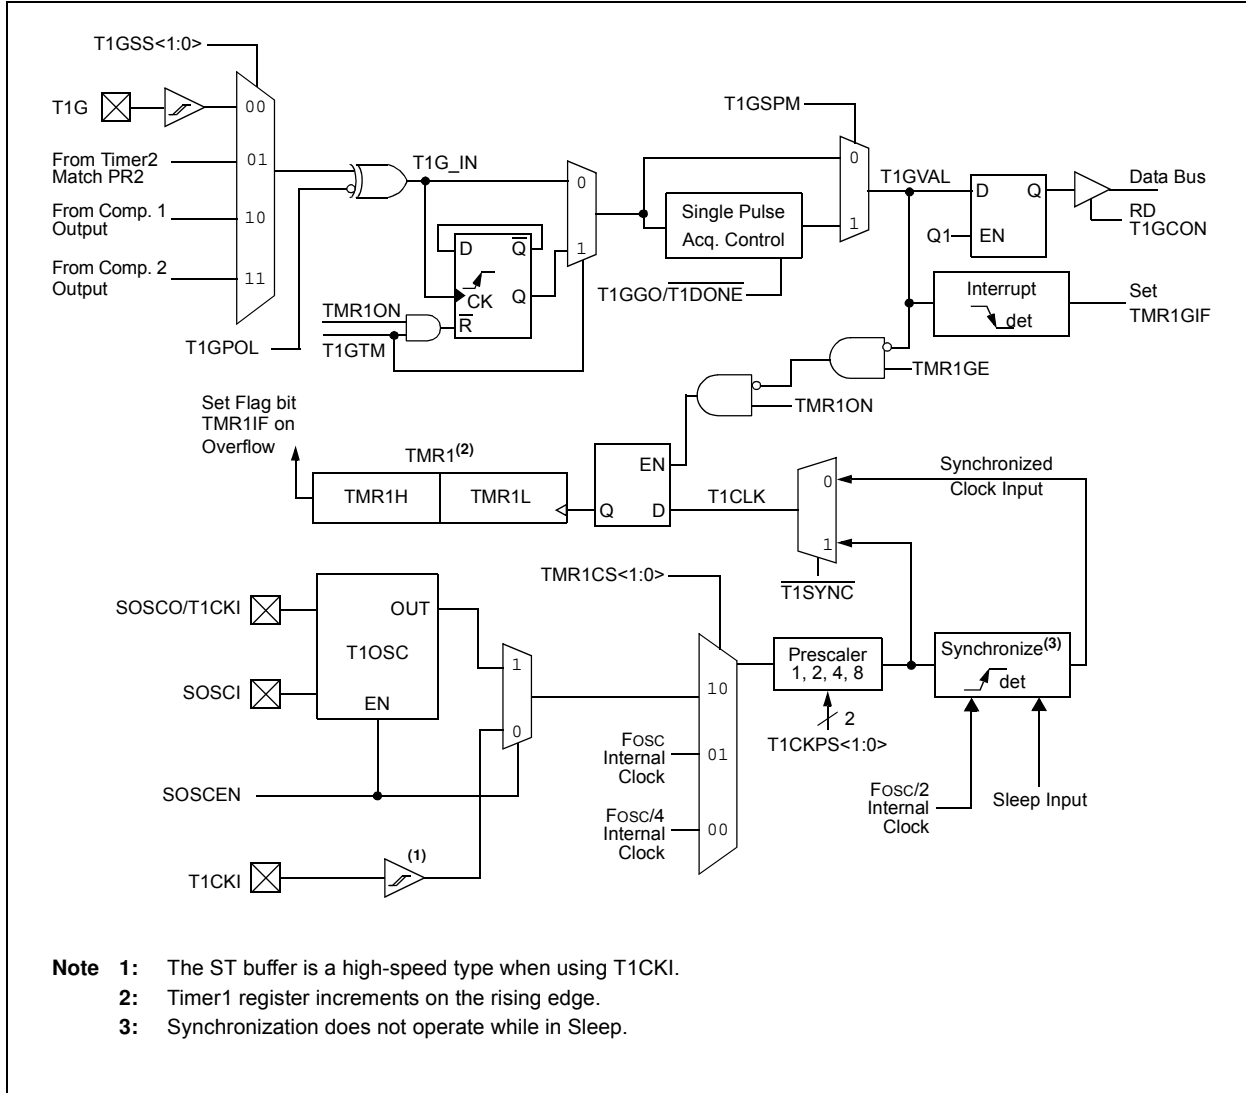 T1GSS<1:0>
T1G
00
From Timer2
Match PR2
01
From Comp. 1
Output
10
From Comp. 2
Output
11
T1GPOL
T1G_IN
0
1
D
Q
CK
Q
R
TMR1ON
T1GTM
T1GSPM
Single Pulse
Acq. Control
T1GGO/T1DONE
0
1
T1GVAL
D
Q
Q1
EN
Data Bus
RD
T1GCON
Interrupt
det
Set
TMR1GIF
TMR1GE
TMR1ON
Set Flag bit
TMR1IF on
Overflow
TMR1(2)
TMR1H
TMR1L
EN
Q
D
T1CLK
0
1
T1SYNC
Synchronized
Clock Input
TMR1CS<1:0>
SOSCO/T1CKI
OUT
T1OSC
SOSCI
EN
1
0
SOSCEN
T1CKI
(1)
10
Fosc
Internal
Clock
01
Fosc/4
Internal
Clock
00
Prescaler
1, 2, 4, 8
2
T1CKPS<1:0>
Synchronize(3)
det
Fosc/2
Internal
Clock
Sleep Input
Note 1: The ST buffer is a high-speed type when using T1CKI.
2: Timer1 register increments on the rising edge.
3: Synchronization does not operate while in Sleep.